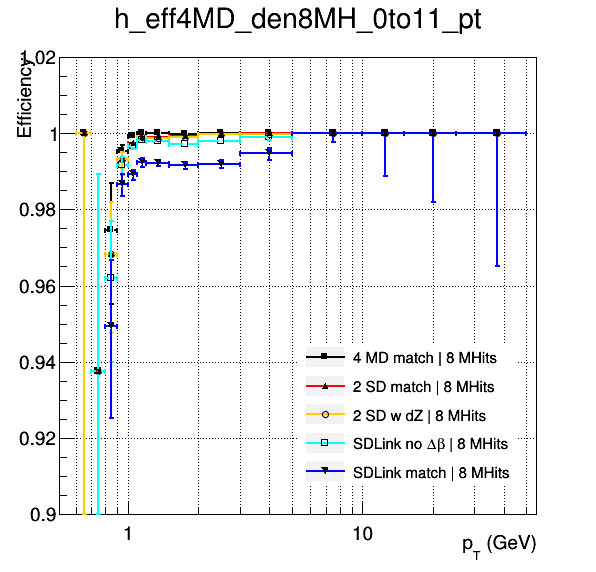 h_eff4MD_den8MH_0to11_pt
Efficiency
1.02
1
0.98
0.96
0.94
0.92
0.9
4 MD match | 8 MHits
2 SD match | 8 MHits
2 SD w dZ | 8 MHits
SDLink no Δβ | 8 MHits
SDLink match | 8 MHits
1
10
p_T (GeV)